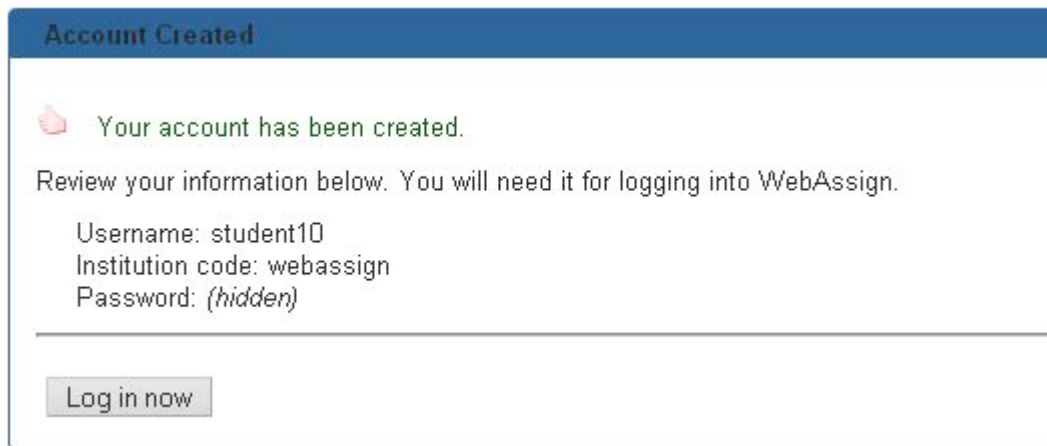 Account Created
Your account has been created.
Review your information below. You will need it for logging into WebAssign.
Username: student10
Institution code: webassign
Password: (hidden)
Log in now